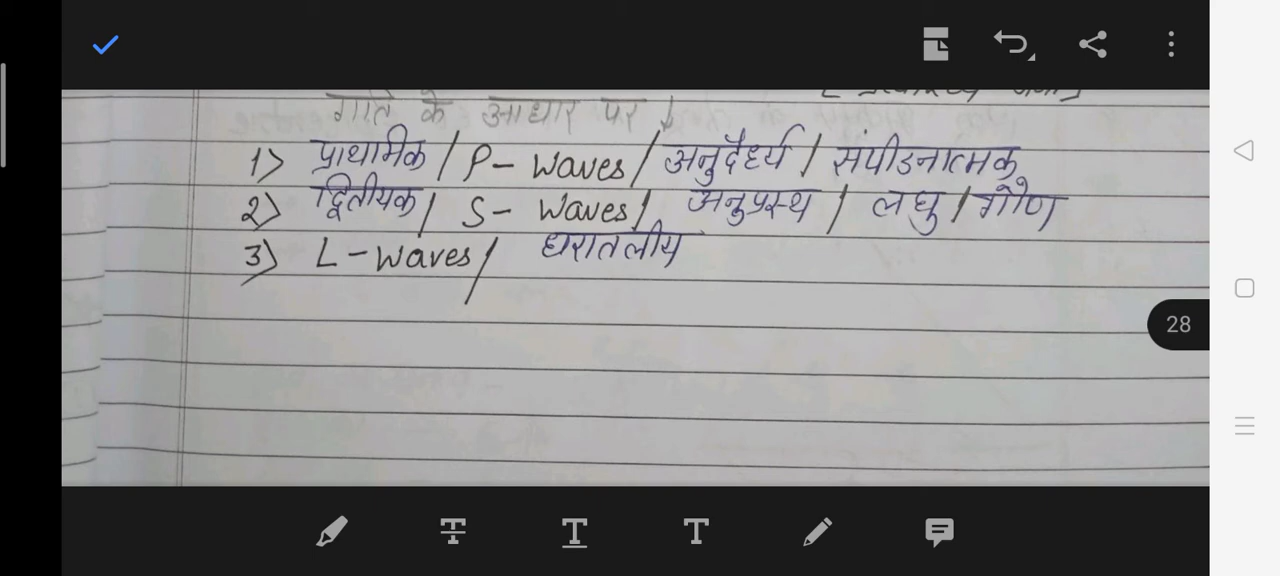 गति के आधार पर ↓
1) प्राथमिक / P - waves / अनुदैर्ध्य / संपीडनात्मक
2) द्वितीयक / S - waves / अनुप्रस्थ / लघु / गौण
3) L - waves / धरातलीय
28